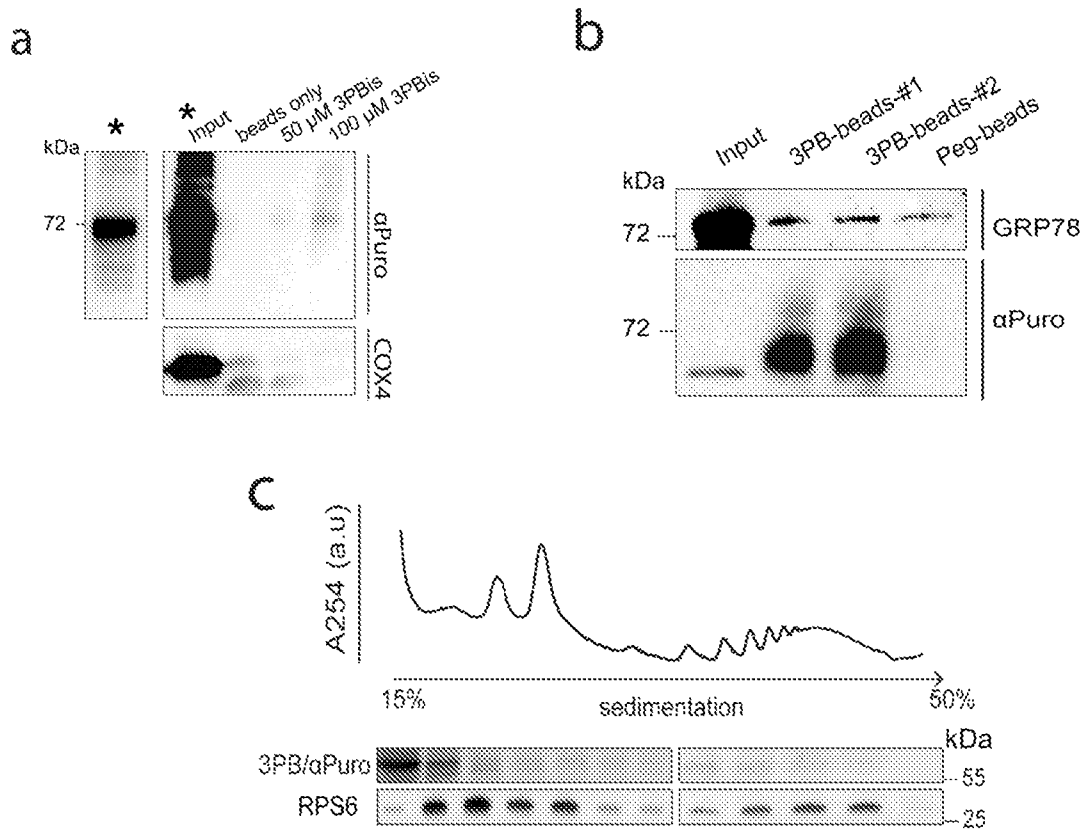 a
*
*
Input
beads only
50 µM 3PBis
100 µM 3PBis
kDa
72
αPuro
COX4
b
Input
3PB-beads-#1
3PB-beads-#2
Peg-beads
kDa
72
GRP78
72
αPuro
c
A254 (a.u)
15%
sedimentation
50%
kDa
3PB/αPuro
55
RPS6
25